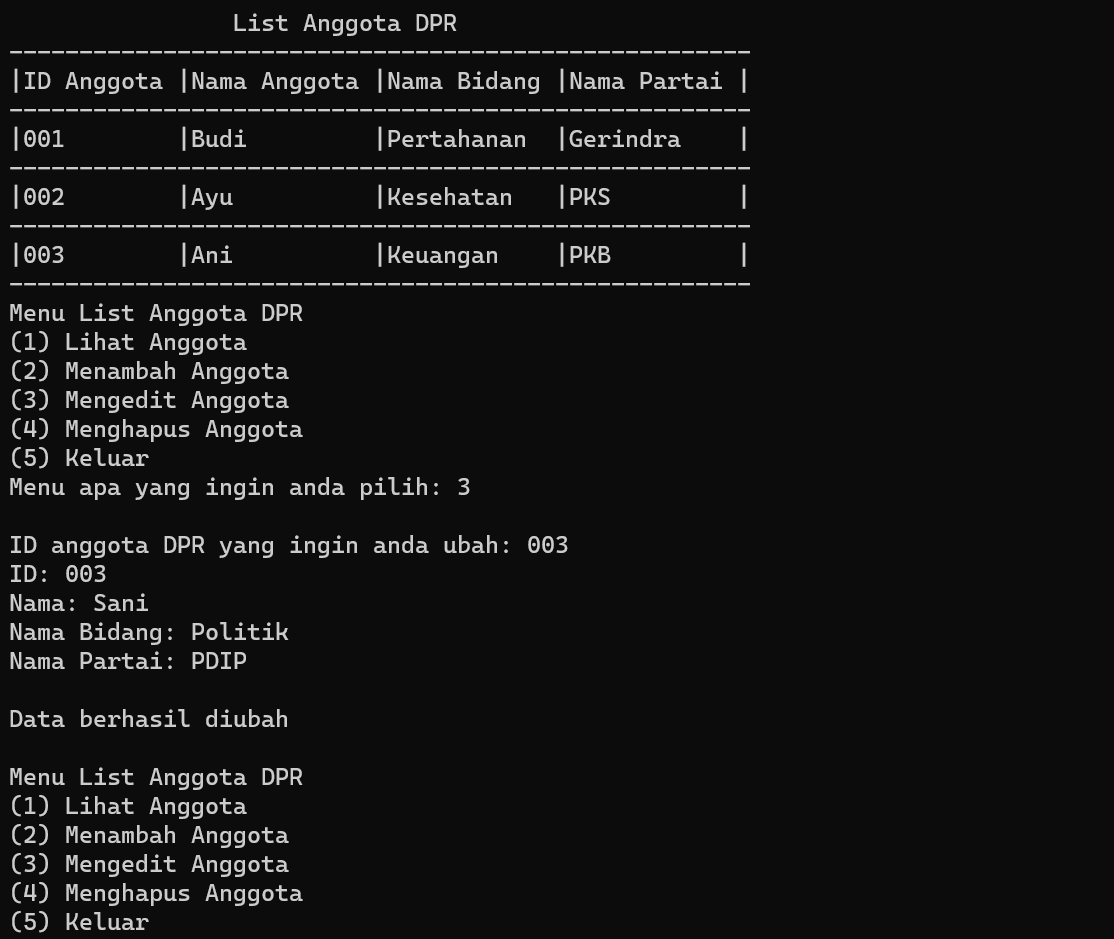 List Anggota DPR
-----------------------------------------------------
|ID Anggota |Nama Anggota |Nama Bidang |Nama Partai |
-----------------------------------------------------
|001        |Budi         |Pertahanan  |Gerindra    |
-----------------------------------------------------
|002        |Ayu          |Kesehatan   |PKS         |
-----------------------------------------------------
|003        |Ani          |Keuangan    |PKB         |
-----------------------------------------------------
Menu List Anggota DPR
(1) Lihat Anggota
(2) Menambah Anggota
(3) Mengedit Anggota
(4) Menghapus Anggota
(5) Keluar
Menu apa yang ingin anda pilih: 3

ID anggota DPR yang ingin anda ubah: 003
ID: 003
Nama: Sani
Nama Bidang: Politik
Nama Partai: PDIP

Data berhasil diubah

Menu List Anggota DPR
(1) Lihat Anggota
(2) Menambah Anggota
(3) Mengedit Anggota
(4) Menghapus Anggota
(5) Keluar